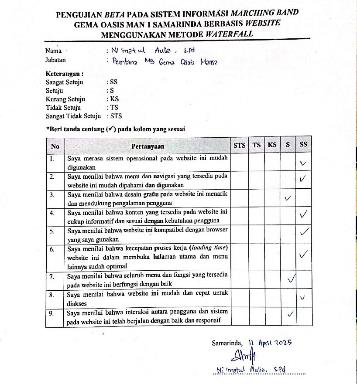 PENGUJIAN BETA PADA SISTEM INFORMASI MARCHING BAND
GEMA OASIS MAN 1 SAMARINDA BERBASIS WEBSITE
MENGGUNAKAN METODE WATERFALL
Nama : Ni'matul Aulia, S.Pd
Jabatan : Pembina MB Gema Oasis
Keterangan :
Sangat Setuju : SS
Setuju : S
Kurang Setuju : KS
Tidak Setuju : TS
Sangat Tidak Setuju : STS
*Beri tanda centang (✓) pada kolom yang sesuai
No Pertanyaan STS TS KS S SS
1. Saya merasa sistem operasional pada website ini mudah
digunakan ✓
2. Saya menilai bahwa menu dan navigasi yang tersedia pada
website ini mudah dipahami dan digunakan ✓
3. Saya menilai bahwa desain grafis pada website ini menarik
dan mendukung pengalaman pengguna ✓
4. Saya menilai bahwa konten yang tersedia pada website ini
cukup informatif dan sesuai dengan kebutuhan pengguna ✓
5. Saya menilai bahwa website ini kompatibel dengan browser
yang saya gunakan ✓
6. Saya menilai bahwa kecepatan proses kerja (loading time)
website ini dalam membuka halaman utama dan menu
lainnya sudah optimal ✓
7. Saya menilai bahwa seluruh menu dan fungsi yang tersedia
pada website ini berfungsi dengan baik ✓
8. Saya menilai bahwa website ini mudah dan cepat untuk
diakses ✓
9. Saya menilai bahwa interaksi antara pengguna dan sistem
pada website ini telah berjalan dengan baik dan responsif ✓
Samarinda, 11 April 2025
Ni'matul Aulia, S.Pd